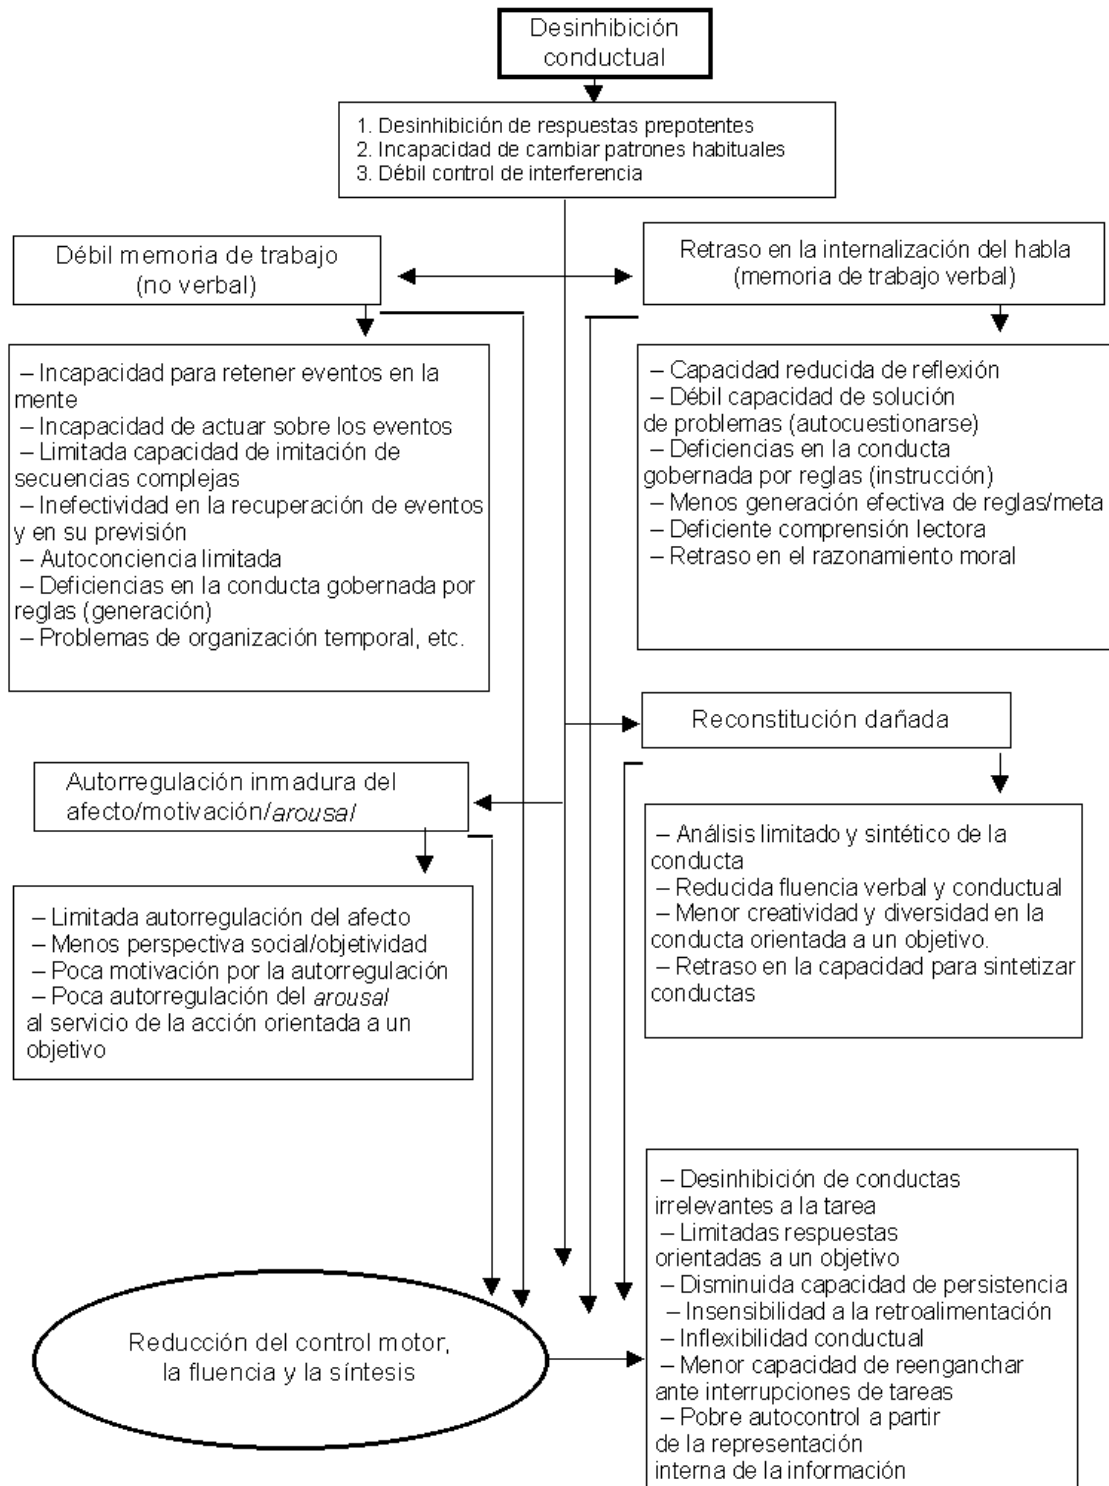 Desinhibición
conductual
1. Desinhibición de respuestas prepotentes
2. Incapacidad de cambiar patrones habituales
3. Débil control de interferencia
Débil memoria de trabajo
(no verbal)
Retraso en la internalización del habla
(memoria de trabajo verbal)
– Incapacidad para retener eventos en la
mente
– Incapacidad de actuar sobre los eventos
– Limitada capacidad de imitación de
secuencias complejas
– Inefectividad en la recuperación de eventos
y en su previsión
– Autoconciencia limitada
– Deficiencias en la conducta gobernada por
reglas (generación)
– Problemas de organización temporal, etc.
– Capacidad reducida de reflexión
– Débil capacidad de solución
de problemas (autocuestionarse)
– Deficiencias en la conducta
gobernada por reglas (instrucción)
– Menos generación efectiva de reglas/meta
– Deficiente comprensión lectora
– Retraso en el razonamiento moral
Reconstitución dañada
Autorregulación inmadura del
afecto/motivación/arousal
– Análisis limitado y sintético de la
conducta
– Reducida fluencia verbal y conductual
– Menor creatividad y diversidad en la
conducta orientada a un objetivo.
– Retraso en la capacidad para sintetizar
conductas
– Limitada autorregulación del afecto
– Menos perspectiva social/objetividad
– Poca motivación por la autorregulación
– Poca autorregulación del arousal
al servicio de la acción orientada a un
objetivo
Reducción del control motor,
la fluencia y la síntesis
– Desinhibición de conductas
irrelevantes a la tarea
– Limitadas respuestas
orientadas a un objetivo
– Disminuida capacidad de persistencia
– Insensibilidad a la retroalimentación
– Inflexibilidad conductual
– Menor capacidad de reenganchar
ante interrupciones de tareas
– Pobre autocontrol a partir
de la representación
interna de la información